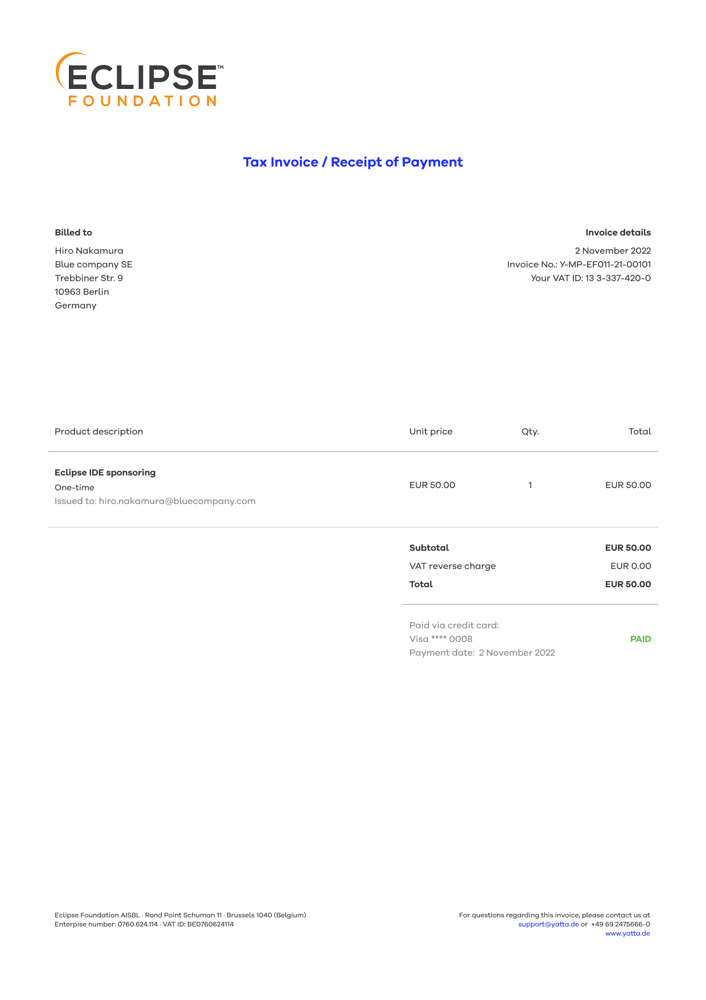 ECLIPSE™
FOUNDATION
Tax Invoice / Receipt of Payment
Billed to
Hiro Nakamura
Blue company SE
Trebbiner Str. 9
10963 Berlin
Germany
Invoice details
2 November 2022
Invoice No.: Y-MP-EF011-21-00101
Your VAT ID: 13 3-337-420-0
Product description Unit price Qty. Total
Eclipse IDE sponsoring
One-time
Issued to: hiro.nakamura@bluecompany.com
EUR 50.00 1 EUR 50.00
Subtotal EUR 50.00
VAT reverse charge EUR 0.00
Total EUR 50.00
Paid via credit card:
Visa **** 0008 PAID
Payment date: 2 November 2022
Eclipse Foundation AISBL · Rond Point Schuman 11 · Brussels 1040 (Belgium)
Enterpise number: 0760.624.114 · VAT ID: BE0760624114
For questions regarding this invoice, please contact us at
support@yatta.de or +49 69 2475666-0
www.yatta.de